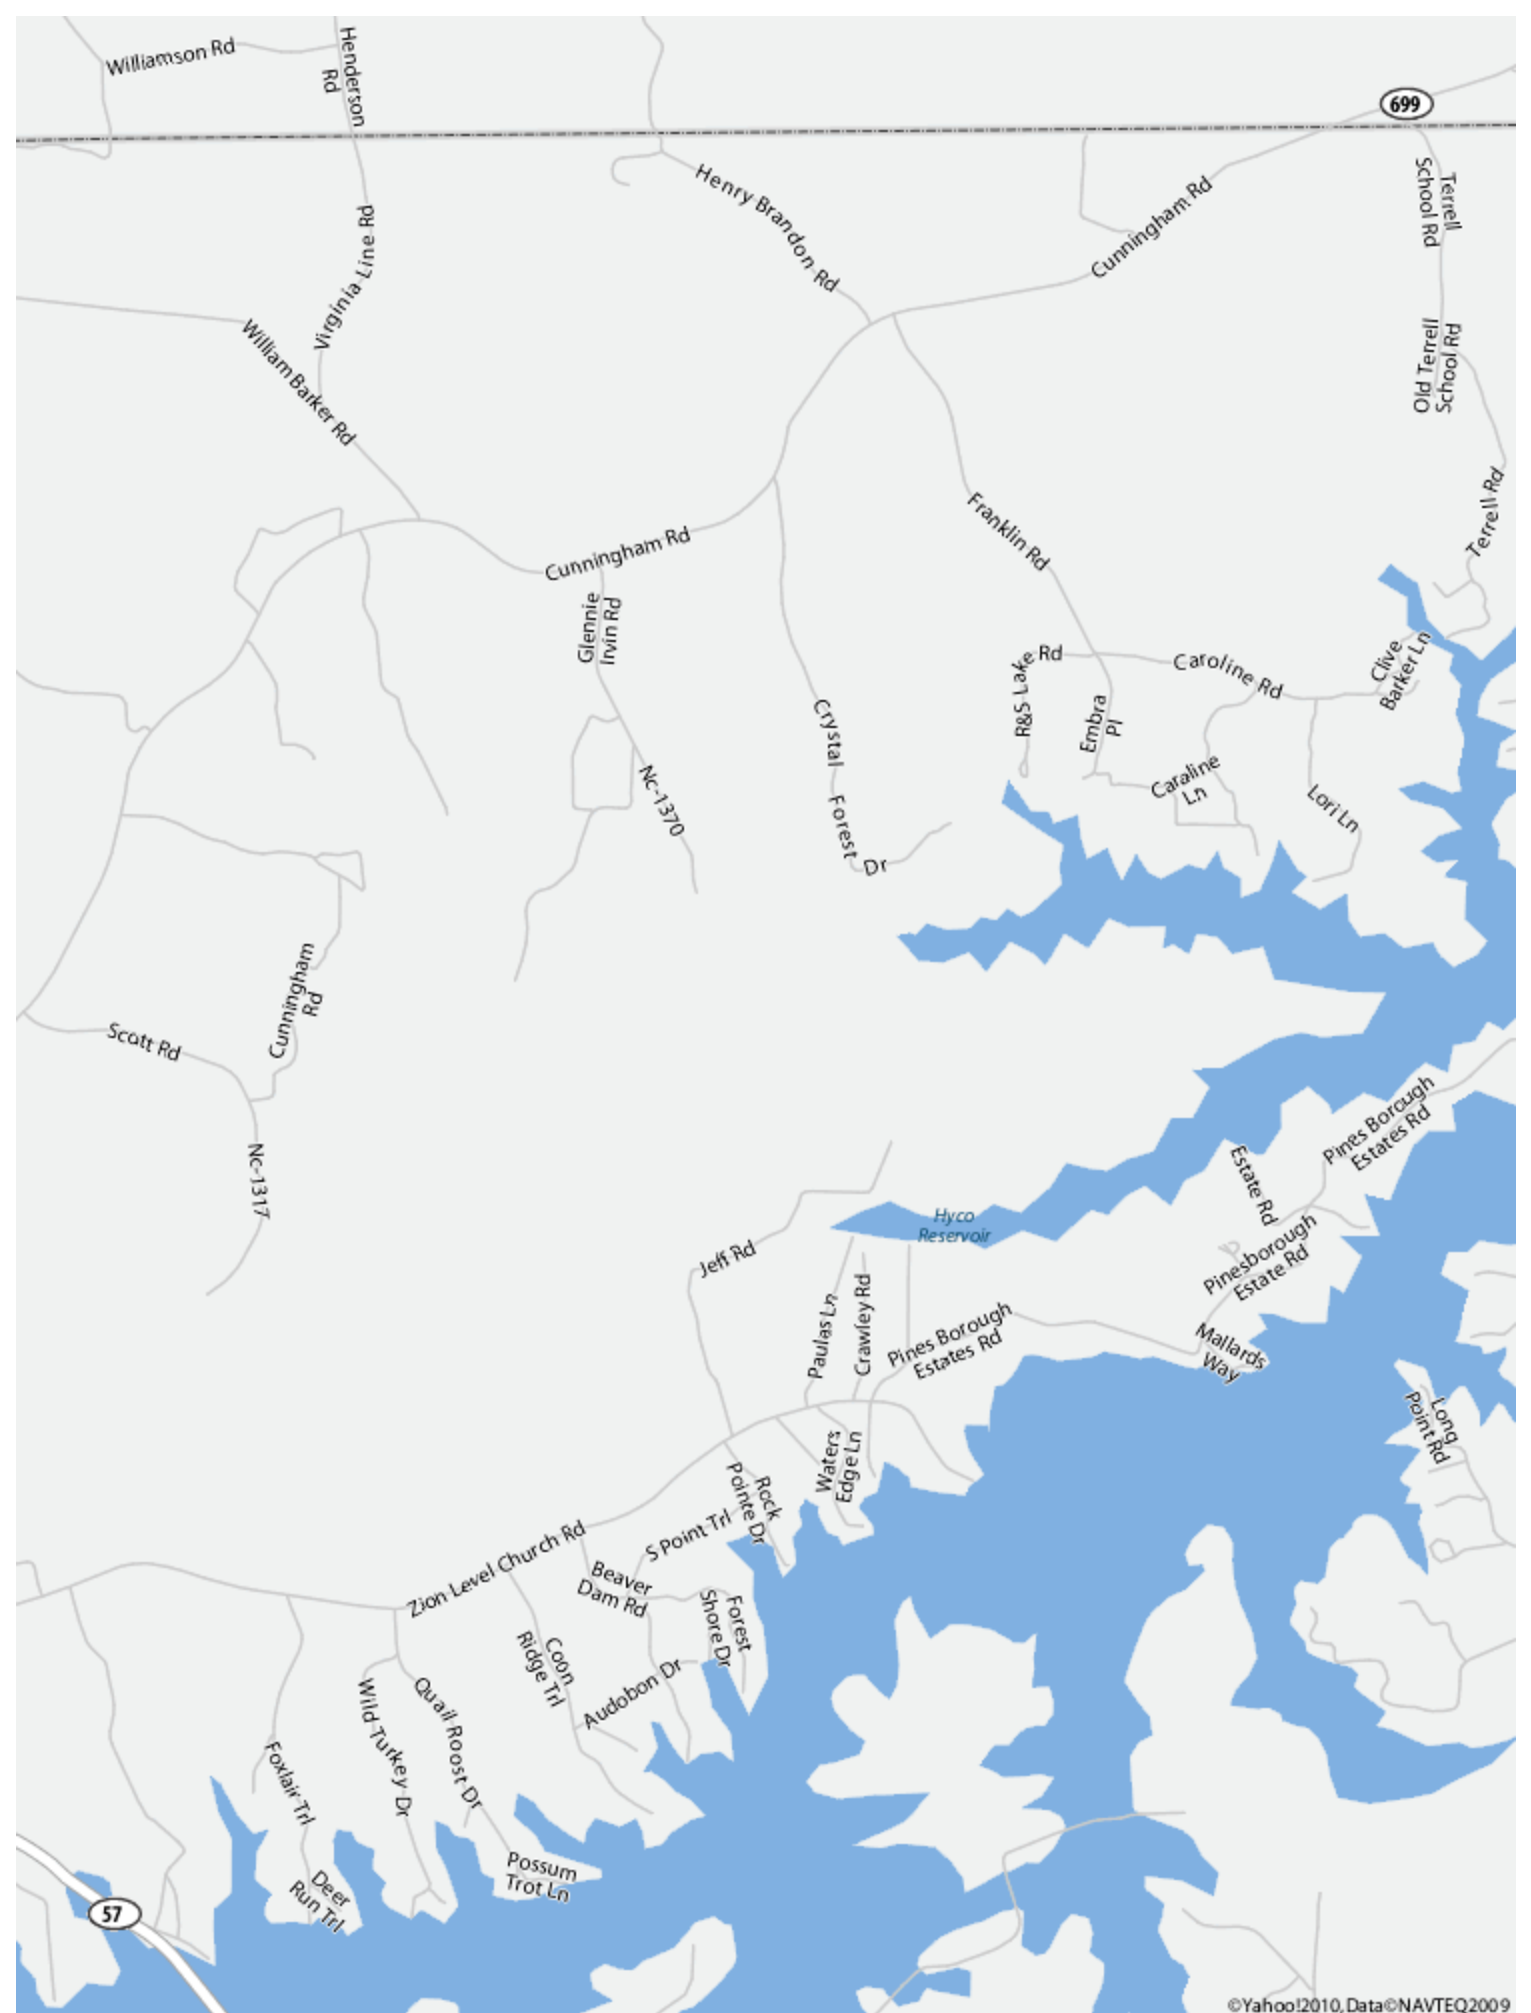 Williamson Rd
Henderson
Rd
699
Henry Brandon Rd
Cunningham Rd
Terrell
School Rd
Virginia Line Rd
William Barker Rd
Old Terrell
School Rd
Terrell Rd
Franklin Rd
Cunningham Rd
Glennie
Irvin Rd
R&S Lake Rd
Caroline Rd
Clive
Barker Ln
Embra
Pl
Crystal Forest Dr
Nc-1370
Caraline
Ln
Lori Ln
Cunningham
Rd
Scott Rd
Nc-1317
Pines Borough
Estates Rd
Estate Rd
Hyco
Reservoir
Jeff Rd
Pinesborough
Estate Rd
Paulas Ln
Crawley Rd
Pines Borough
Estates Rd
Mallards
Way
Long
Point Rd
Waters
Edge Ln
Rock
Pointe Dr
S Point Trl
Zion Level Church Rd
Beaver
Dam Rd
Forest
Shore Dr
Coon
Ridge Trl
Audobon Dr
Wild Turkey Dr
Quail Roost Dr
Foxlair Trl
Possum
Trot Ln
Deer
Run Trl
57
©Yahoo!2010,Data©NAVTEQ2009